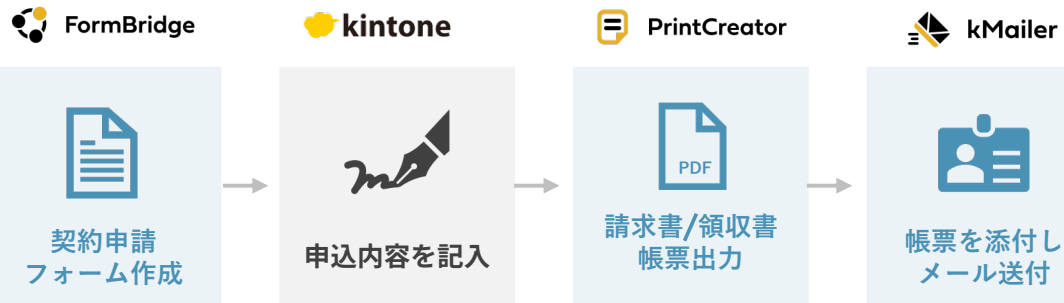 FormBridge
kintone
PrintCreator
kMailer
契約申請
フォーム作成
申込内容を記入
PDF
請求書/領収書
帳票出力
帳票を添付し
メール送付